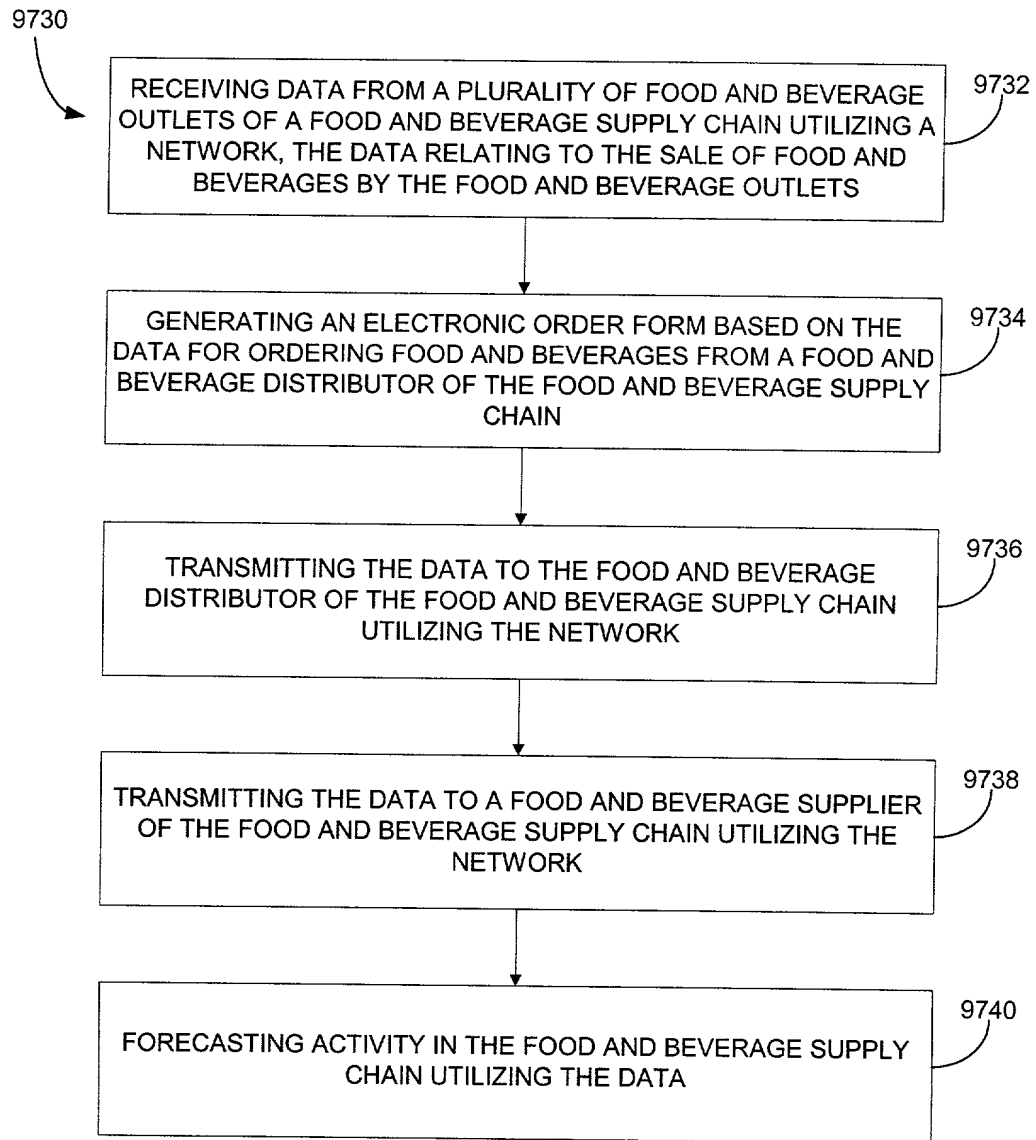 9730
RECEIVING DATA FROM A PLURALITY OF FOOD AND BEVERAGE
OUTLETS OF A FOOD AND BEVERAGE SUPPLY CHAIN UTILIZING A
NETWORK, THE DATA RELATING TO THE SALE OF FOOD AND
BEVERAGES BY THE FOOD AND BEVERAGE OUTLETS
9732
GENERATING AN ELECTRONIC ORDER FORM BASED ON THE
DATA FOR ORDERING FOOD AND BEVERAGES FROM A FOOD AND
BEVERAGE DISTRIBUTOR OF THE FOOD AND BEVERAGE SUPPLY
CHAIN
9734
TRANSMITTING THE DATA TO THE FOOD AND BEVERAGE
DISTRIBUTOR OF THE FOOD AND BEVERAGE SUPPLY CHAIN
UTILIZING THE NETWORK
9736
TRANSMITTING THE DATA TO A FOOD AND BEVERAGE SUPPLIER
OF THE FOOD AND BEVERAGE SUPPLY CHAIN UTILIZING THE
NETWORK
9738
FORECASTING ACTIVITY IN THE FOOD AND BEVERAGE SUPPLY
CHAIN UTILIZING THE DATA
9740